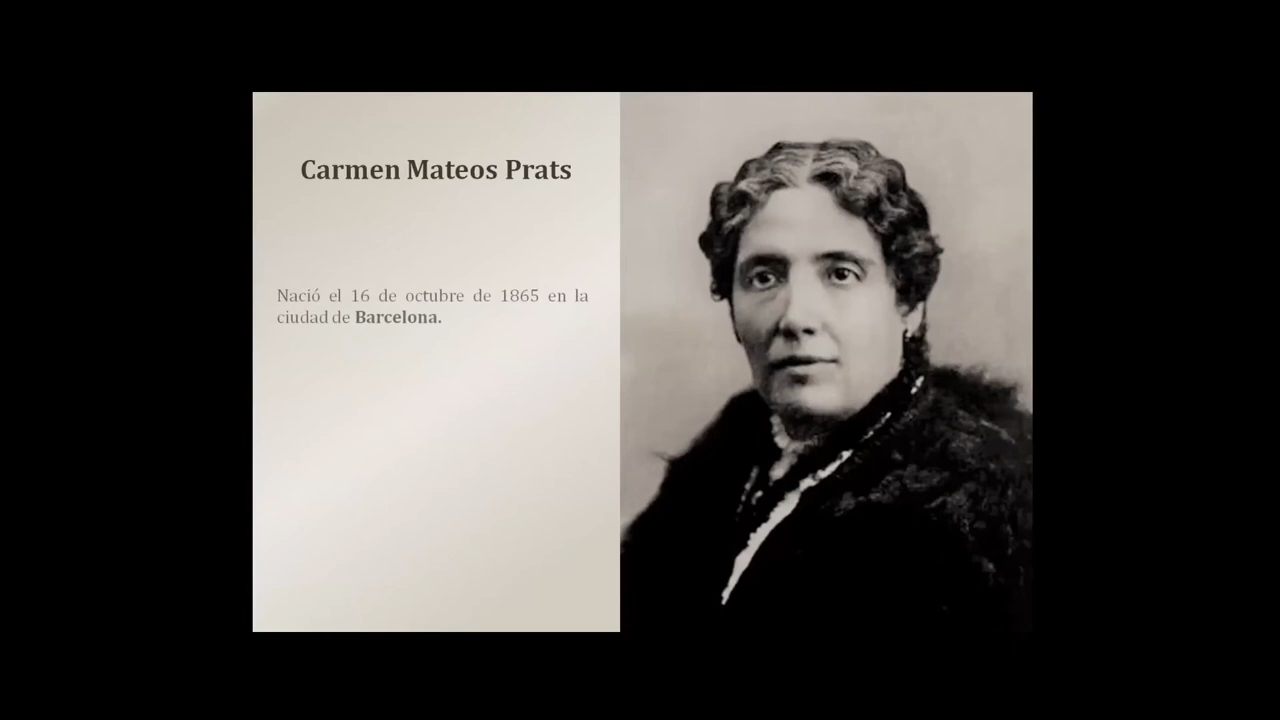 Carmen Mateos Prats
Nació el 16 de octubre de 1865 en la
ciudad de Barcelona.